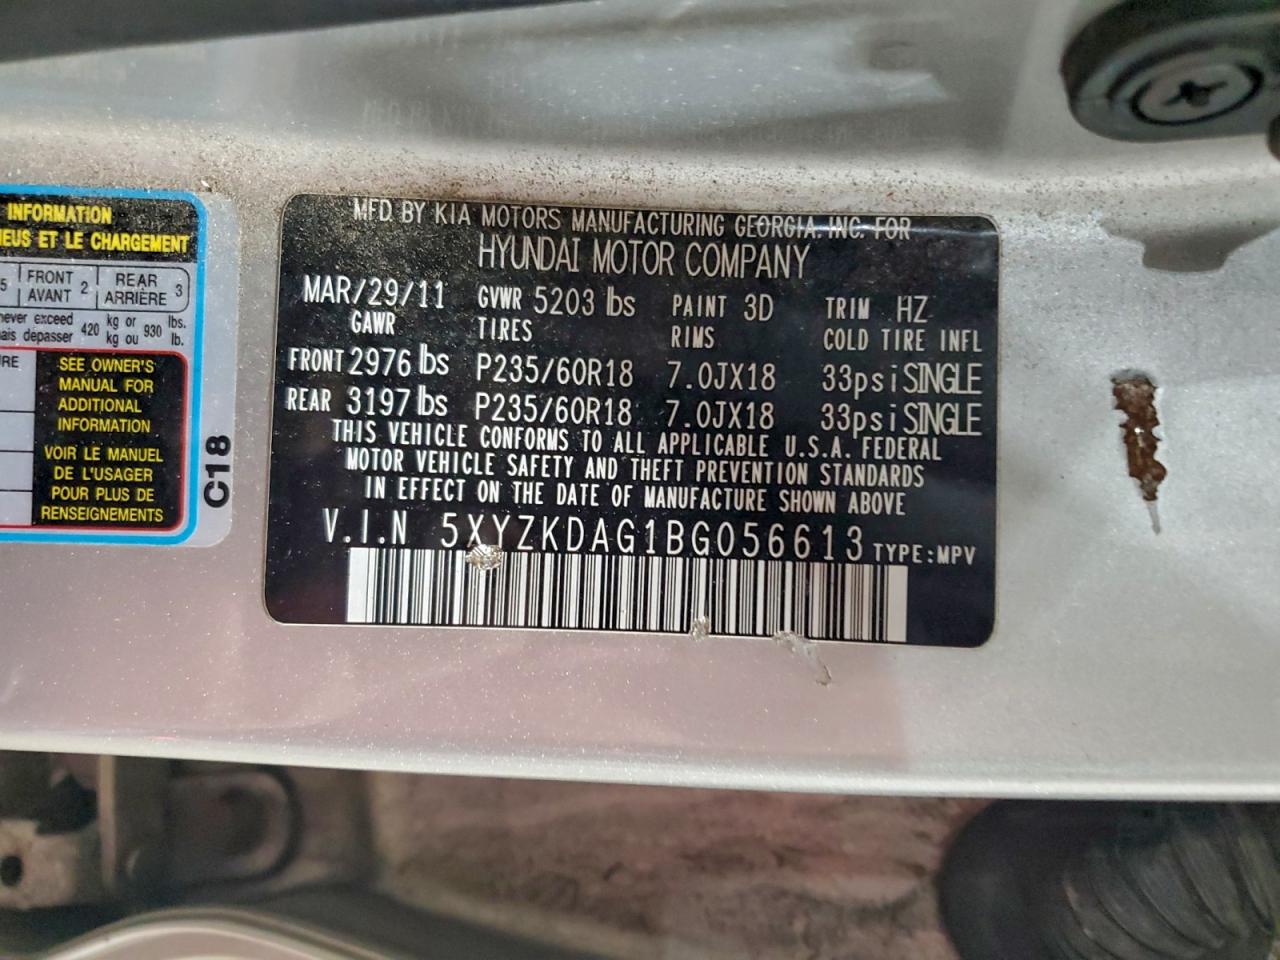 INFORMATION
NEUS ET LE CHARGEMENT
5 FRONT AVANT 2 REAR ARRIÈRE 3
never exceed 420 kg or 930 lbs.
mais dépasser kg ou lb.
SEE OWNER'S
MANUAL FOR
ADDITIONAL
INFORMATION
VOIR LE MANUEL
DE L'USAGER
POUR PLUS DE
RENSEIGNEMENTS
C18
MFD BY KIA MOTORS MANUFACTURING GEORGIA, INC. FOR
HYUNDAI MOTOR COMPANY
MAR/29/11 GVWR 5203 lbs PAINT 3D TRIM HZ
GAWR TIRES RIMS COLD TIRE INFL
FRONT 2976 lbs P235/60R18 7.0JX18 33psi SINGLE
REAR 3197 lbs P235/60R18 7.0JX18 33psi SINGLE
THIS VEHICLE CONFORMS TO ALL APPLICABLE U.S.A. FEDERAL
MOTOR VEHICLE SAFETY AND THEFT PREVENTION STANDARDS
IN EFFECT ON THE DATE OF MANUFACTURE SHOWN ABOVE
V.I.N 5XYZKDAG1BG056613 TYPE:MPV